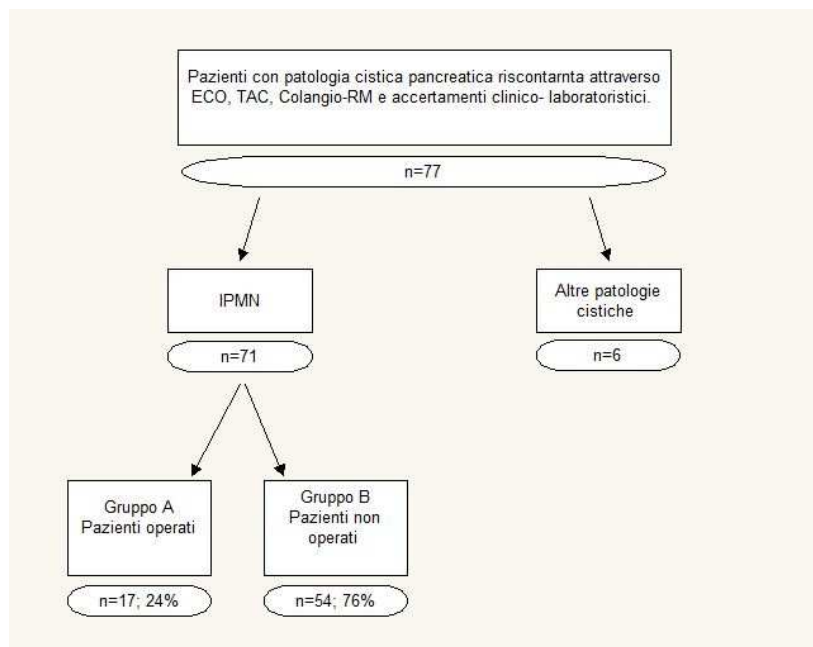 Pazienti con patologia cistica pancreatica riscontarnta attraverso
ECO, TAC, Colangio-RM e accertamenti clinico- laboratoristici.
n=77
IPMN
n=71
Altre patologie
cistiche
n=6
Gruppo A
Pazienti operati
n=17; 24%
Gruppo B
Pazienti non
operati
n=54; 76%